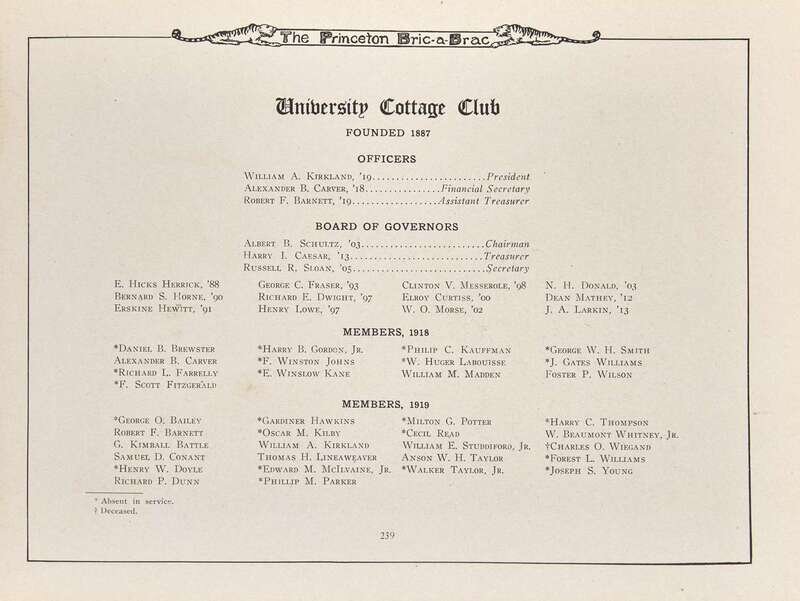 The Princeton Bric-a-Brac
University Cottage Club
FOUNDED 1887
OFFICERS
WILLIAM A. KIRKLAND, '19........................President
ALEXANDER B. CARVER, '18................Financial Secretary
ROBERT F. BARNETT, '19..................Assistant Treasurer
BOARD OF GOVERNORS
ALBERT B. SCHULTZ, '03..........................Chairman
HARRY I. CAESAR, '13............................Treasurer
RUSSELL R. SLOAN, '05............................Secretary
E. HICKS HERRICK, '88 GEORGE C. FRASER, '93 CLINTON V. MESSEROLE, '98 N. H. DONALD, '03
BERNARD S. HORNE, '90 RICHARD E. DWIGHT, '97 ELROY CURTISS, '00 DEAN MATHEY, '12
ERSKINE HEWITT, '91 HENRY LOWE, '97 W. O. MORSE, '02 J. A. LARKIN, '13
MEMBERS, 1918
*DANIEL B. BREWSTER *HARRY B. GORDON, JR. *PHILIP C. KAUFFMAN *GEORGE W. H. SMITH
ALEXANDER B. CARVER *F. WINSTON JOHNS *W. HUGER LABOUISSE *J. GATES WILLIAMS
*RICHARD L. FARRELLY *E. WINSLOW KANE WILLIAM M. MADDEN FOSTER P. WILSON
*F. SCOTT FITZGERALD
MEMBERS, 1919
*GEORGE O. BAILEY *GARDINER HAWKINS *MILTON G. POTTER *HARRY C. THOMPSON
ROBERT F. BARNETT *OSCAR M. KILBY *CECIL READ W. BEAUMONT WHITNEY, JR.
G. KIMBALL BATTLE WILLIAM A. KIRKLAND WILLIAM E. STUDDIFORD, JR. †CHARLES O. WIEGAND
SAMUEL D. CONANT THOMAS H. LINEAWEAVER ANSON W. H. TAYLOR *FOREST L. WILLIAMS
*HENRY W. DOYLE *EDWARD M. MCILVAINE, JR. *WALKER TAYLOR, JR. *JOSEPH S. YOUNG
RICHARD P. DUNN *PHILLIP M. PARKER
* Absent in service.
† Deceased.
239